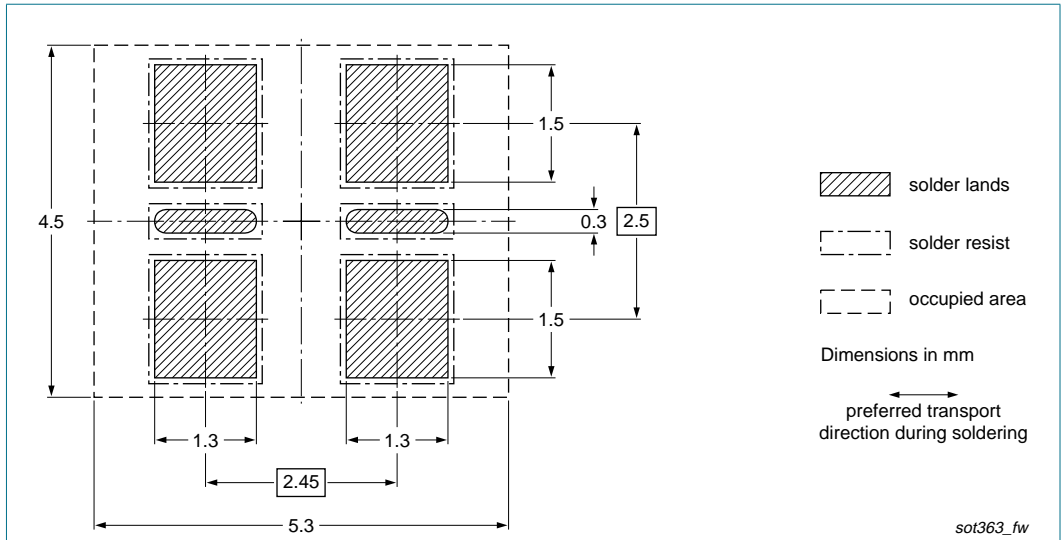 1.5
4.5
0.3
2.5
1.5
1.3
1.3
2.45
5.3
solder lands
solder resist
occupied area
Dimensions in mm
preferred transport
direction during soldering
sot363_fw